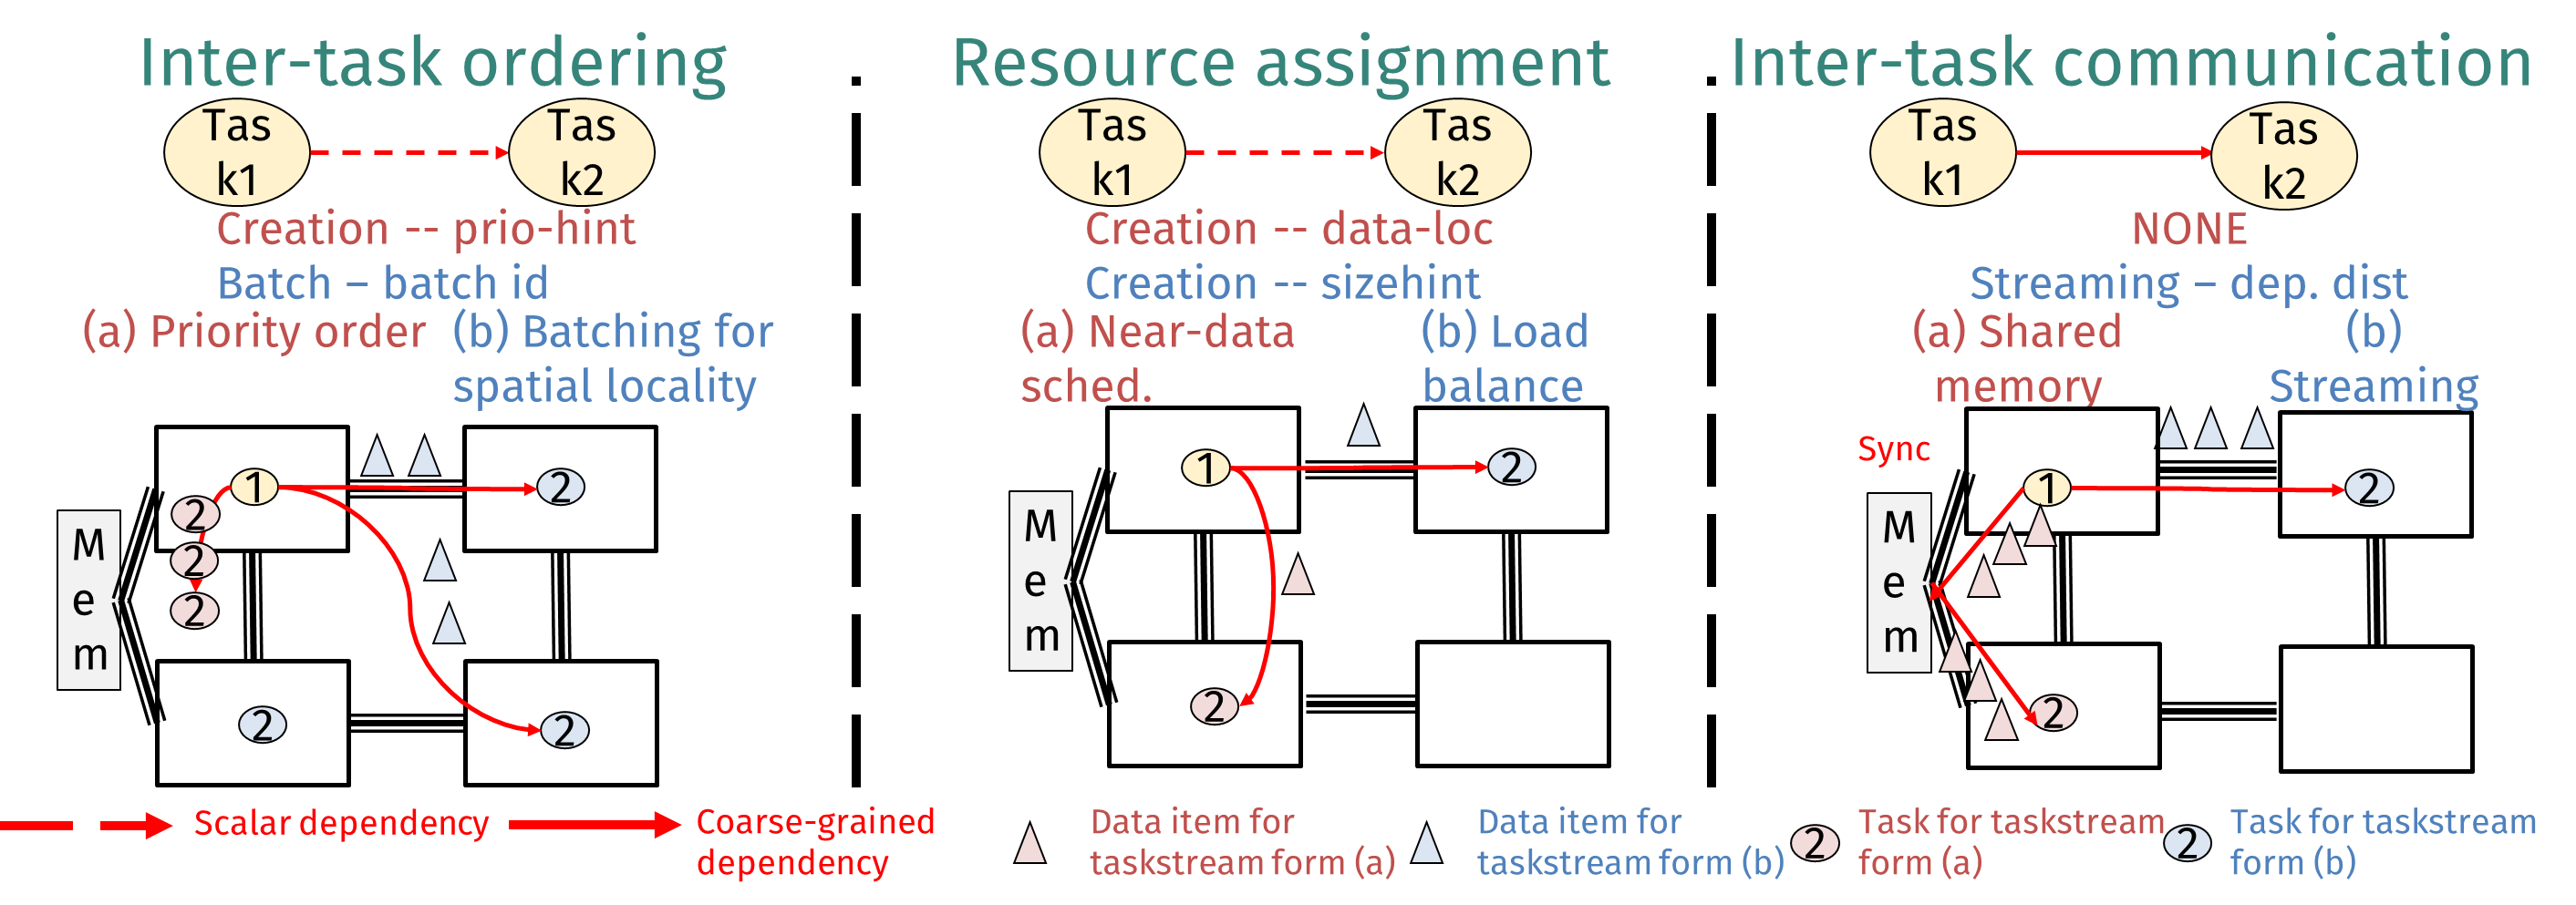 Inter-task ordering
Tas
k1
Tas
k2
Creation -- prio-hint
Batch – batch id
(a) Priority order
(b) Batching for
spatial locality
1
2
2
2
2
2
2
M
e
m
Resource assignment
Tas
k1
Tas
k2
Creation -- data-loc
Creation -- sizehint
(a) Near-data
sched.
(b) Load
balance
1
2
2
M
e
m
Inter-task communication
Tas
k1
Tas
k2
NONE
Streaming – dep. dist
(a) Shared
memory
(b)
Streaming
Sync
1
2
2
M
e
m
Scalar dependency
Coarse-grained
dependency
Data item for
taskstream form (a)
Data item for
taskstream form (b)
2
Task for taskstream
form (a)
2
Task for taskstream
form (b)